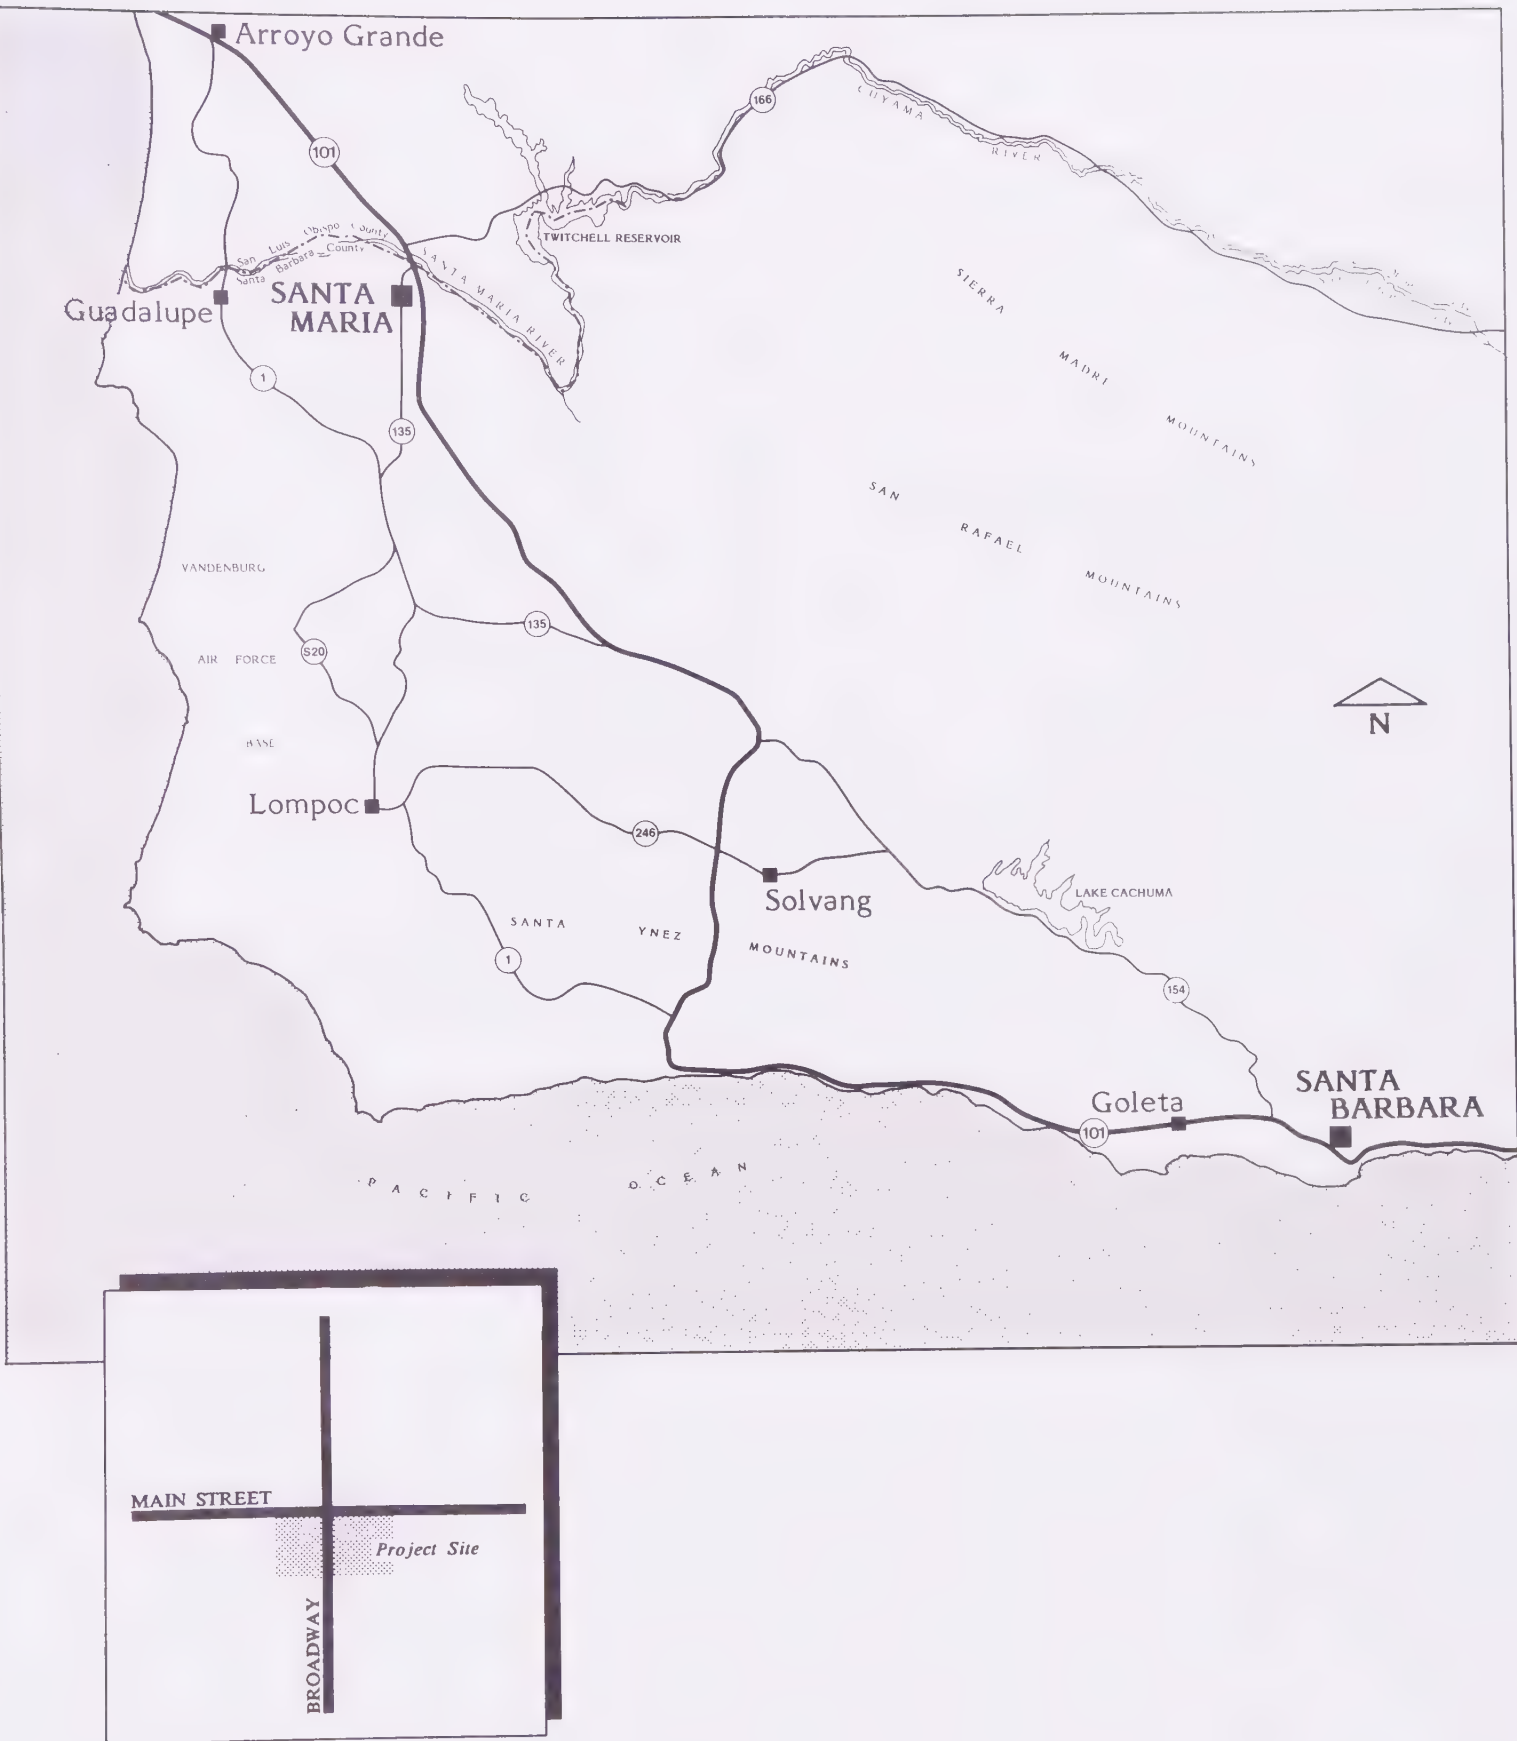 Arroyo Grande
166
CUYAMA
RIVER
101
San Luis Obispo County
Santa Barbara County
TWITCHELL RESERVOIR
SANTA MARIA RIVER
SANTA
MARIA
Guadalupe
SIERRA
MADRE
MOUNTAINS
1
135
SAN
RAFAEL
MOUNTAINS
VANDENBURG
AIR FORCE
BASE
S20
135
N
Lompoc
246
Solvang
LAKE CACHUMA
SANTA
YNEZ
MOUNTAINS
1
154
SANTA
BARBARA
Goleta
101
PACIFIC
OCEAN
MAIN STREET
Project Site
BROADWAY